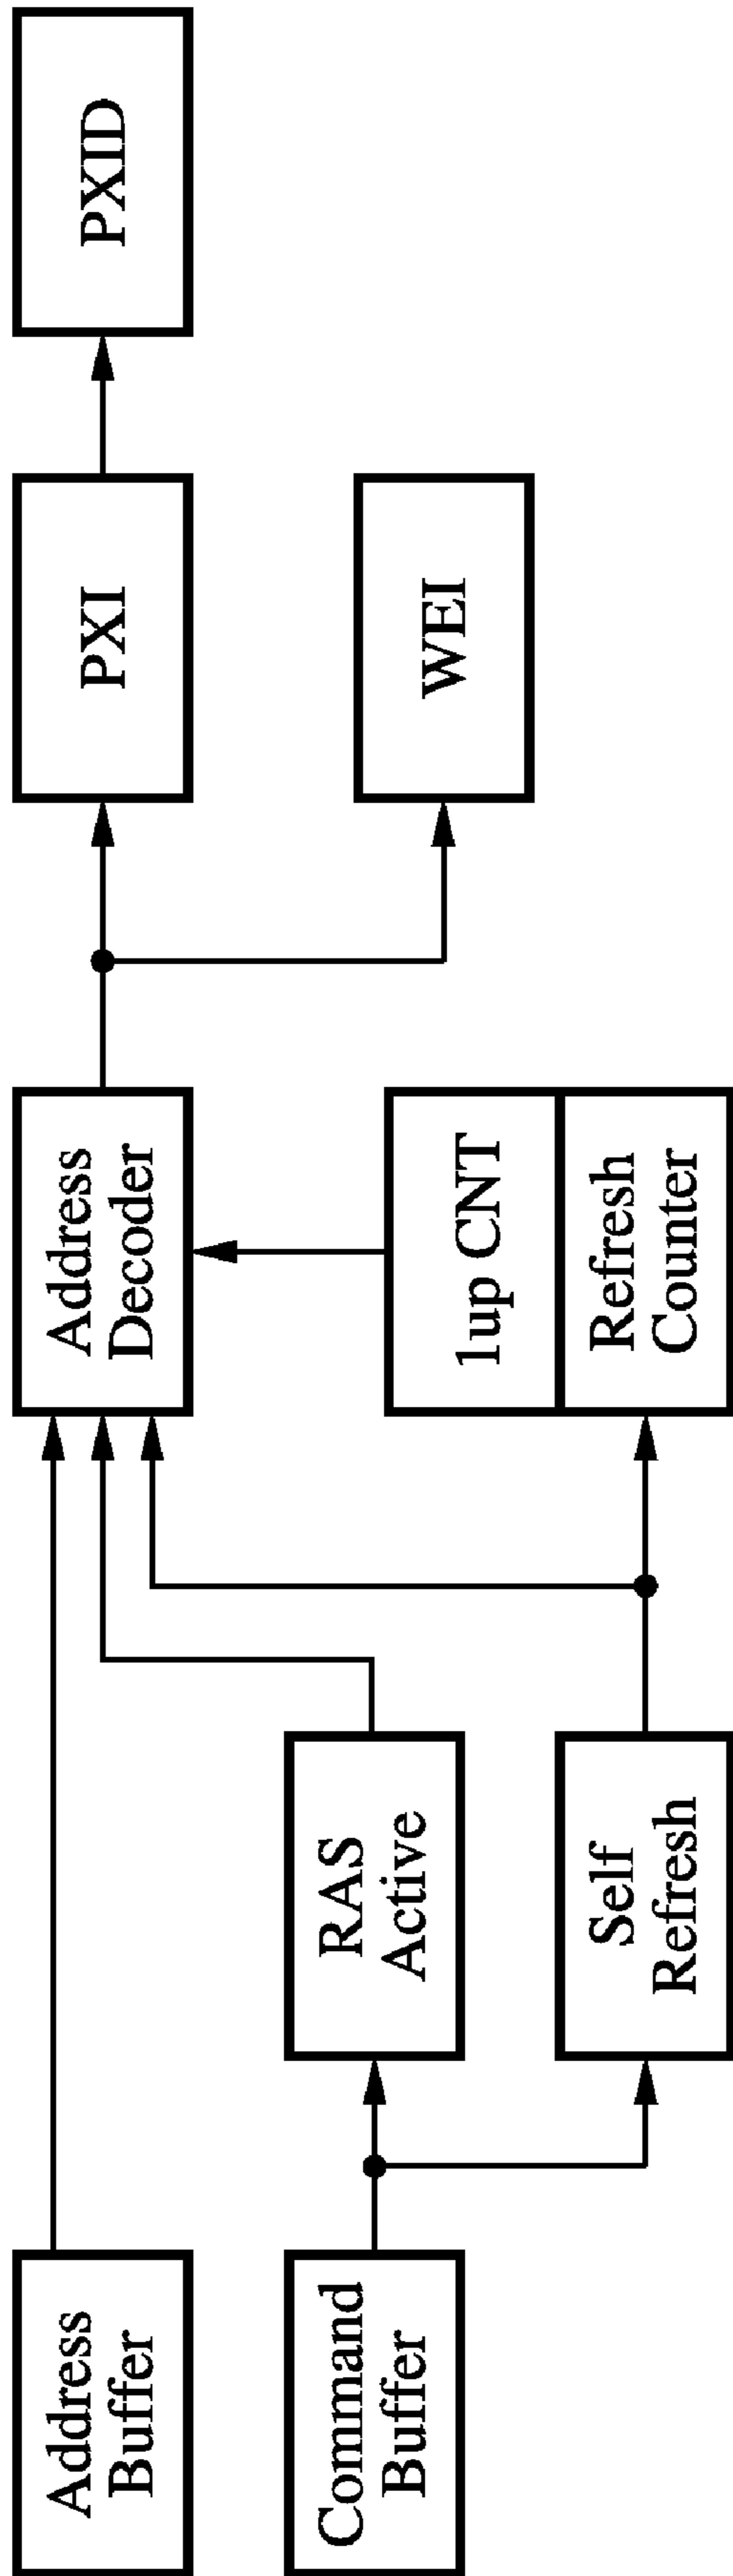 Address
Buffer
Command
Buffer
RAS
Active
Self
Refresh
Address
Decoder
1up CNT
Refresh
Counter
PXI
WEI
PXID